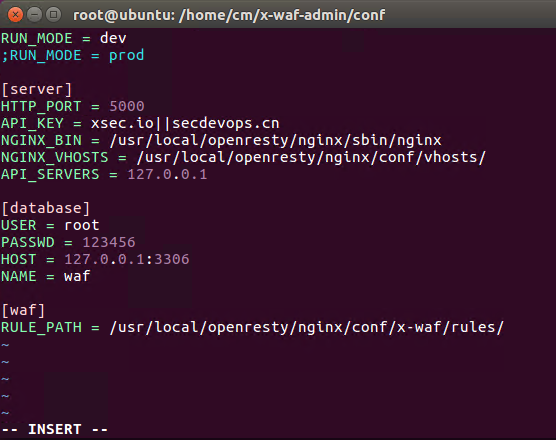 root@ubuntu: /home/cm/x-waf-admin/conf
RUN_MODE = dev
;RUN_MODE = prod
[server]
HTTP_PORT = 5000
API_KEY = xsec.io||secdevops.cn
NGINX_BIN = /usr/local/openresty/nginx/sbin/nginx
NGINX_VHOSTS = /usr/local/openresty/nginx/conf/vhosts/
API_SERVERS = 127.0.0.1
[database]
USER = root
PASSWD = 123456
HOST = 127.0.0.1:3306
NAME = waf
[waf]
RULE_PATH = /usr/local/openresty/nginx/conf/x-waf/rules/
~
~
~
~
~
-- INSERT --